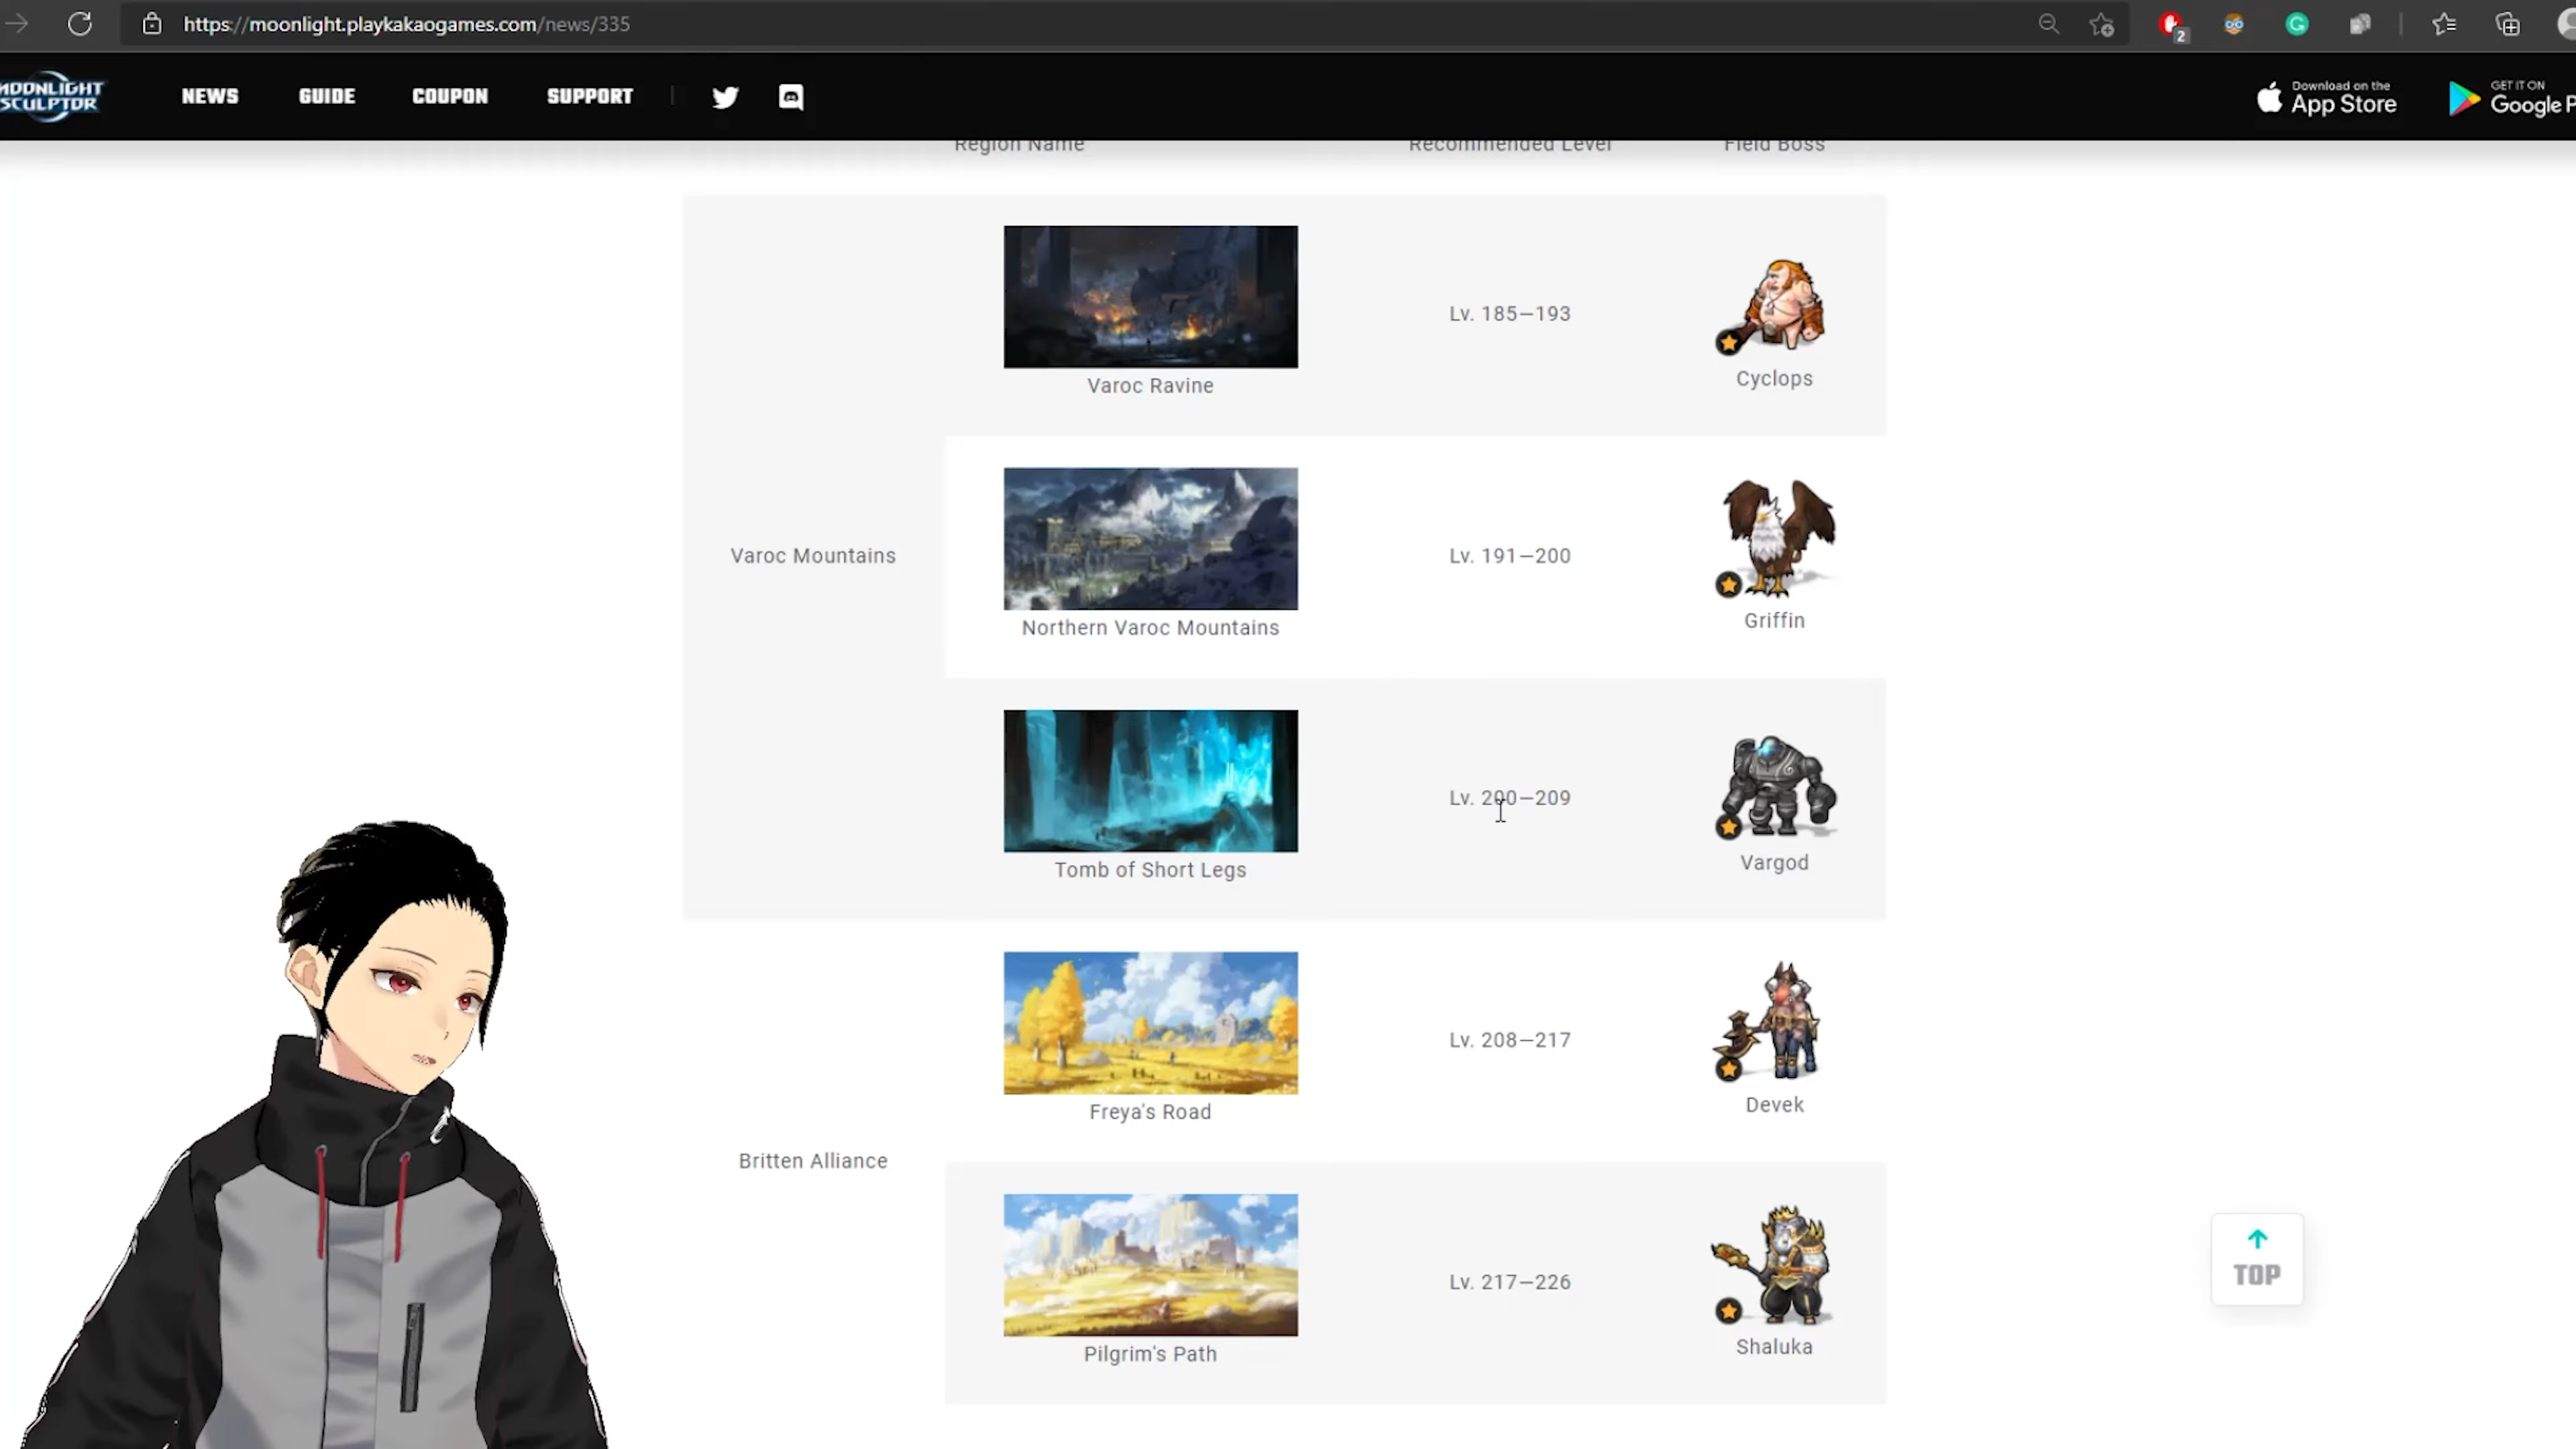 https://moonlight.playkakaogames.com/news/335
2
MOONLIGHT
SCULPTOR
NEWS
GUIDE
COUPON
SUPPORT
Download on the
App Store
GET IT ON
Google P
Region Name
Recommended Level
Field Boss
Varoc Mountains
Varoc Ravine
Lv. 185–193
Cyclops
Northern Varoc Mountains
Lv. 191–200
Griffin
Tomb of Short Legs
Lv. 200–209
Vargod
Britten Alliance
Freya's Road
Lv. 208–217
Devek
Pilgrim's Path
Lv. 217–226
Shaluka
TOP